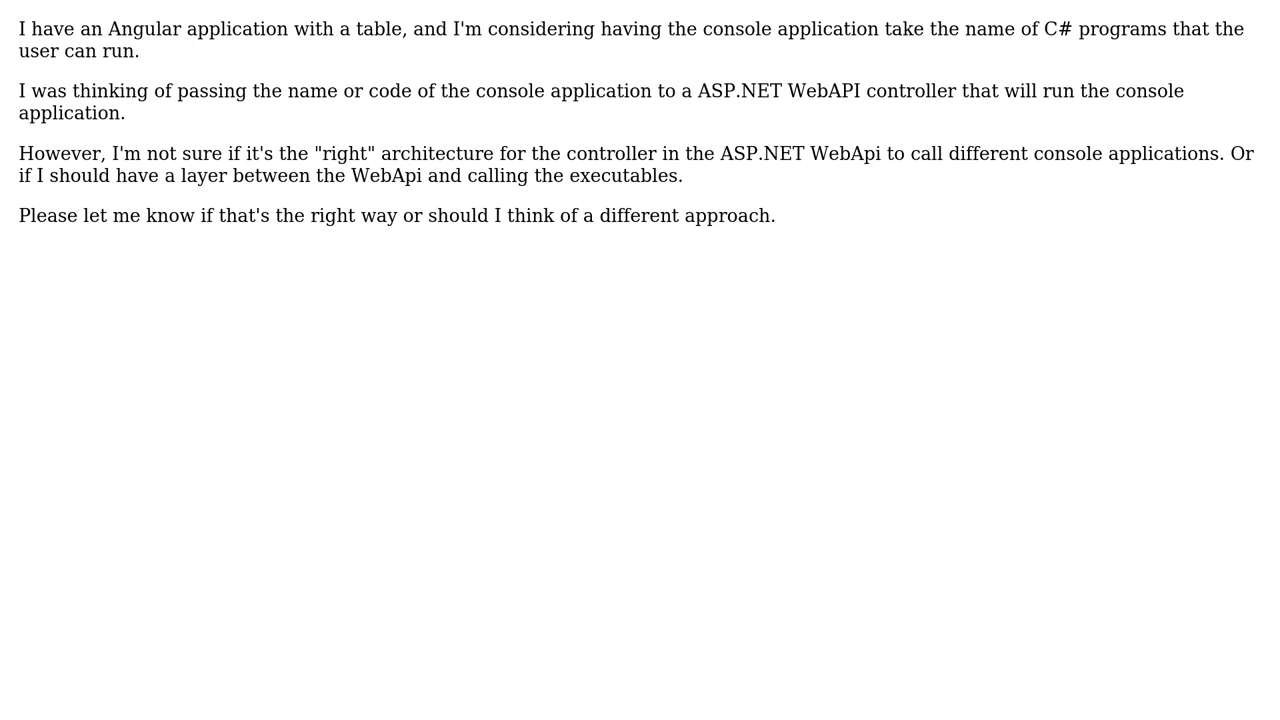 I have an Angular application with a table, and I'm considering having the console application take the name of C# programs that the
user can run.
I was thinking of passing the name or code of the console application to a ASP.NET WebAPI controller that will run the console
application.
However, I'm not sure if it's the "right" architecture for the controller in the ASP.NET WebApi to call different console applications. Or
if I should have a layer between the WebApi and calling the executables.
Please let me know if that's the right way or should I think of a different approach.